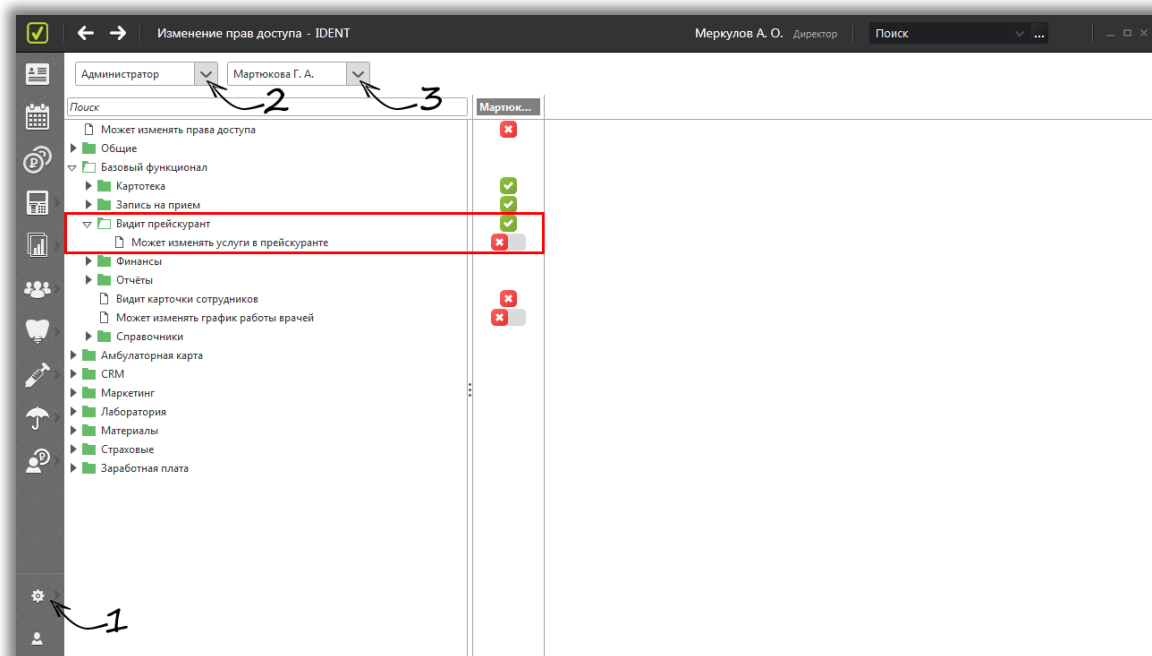 Изменение прав доступа - IDENT
Меркулов А. О. Директор
Поиск
...
Администратор
Мартюкова Г. А.
2
3
Поиск
Мартюк...
Может изменять права доступа
Общие
Базовый функционал
Картотека
Запись на прием
Видит прейскурант
Может изменять услуги в прейскуранте
Финансы
Отчёты
Видит карточки сотрудников
Может изменять график работы врачей
Справочники
Амбулаторная карта
CRM
Маркетинг
Лаборатория
Материалы
Страховые
Заработная плата
1